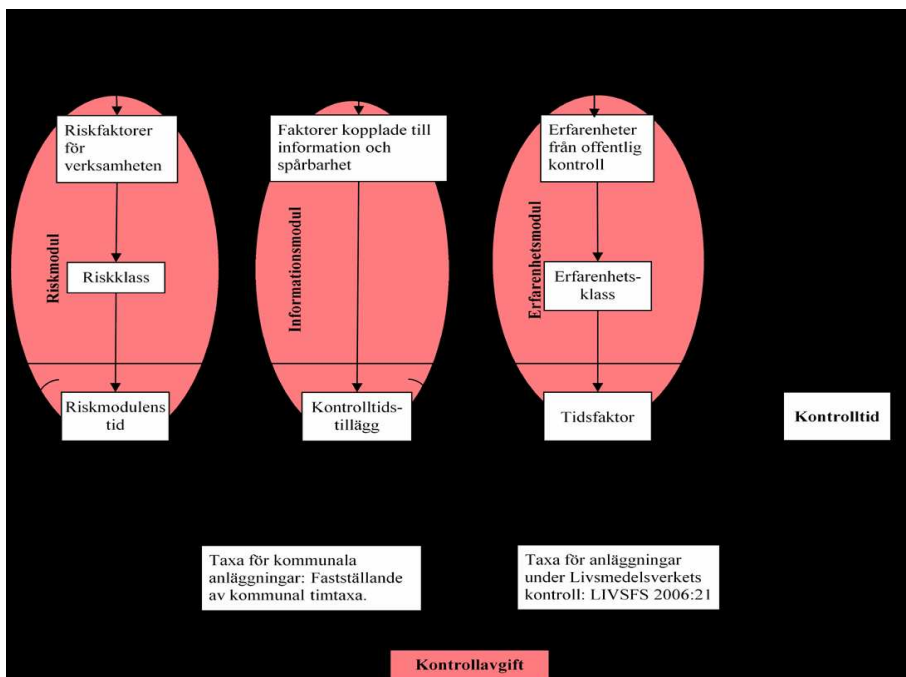 Riskfaktorer
för
verksamheten
Faktorer kopplade till
information och
spårbarhet
Erfarenheter
från offentlig
kontroll
Riskmodul
Informationsmodul
Erfarenhetsmodul
Riskklass
Erfarenhets-
klass
Riskmodulens
tid
Kontrolltids-
tillägg
Tidsfaktor
Kontrolltid
Taxa för kommunala
anläggningar: Fastställande
av kommunal timtaxa.
Taxa för anläggningar
under Livsmedelsverkets
kontroll: LIVSFS 2006:21
Kontrollavgift